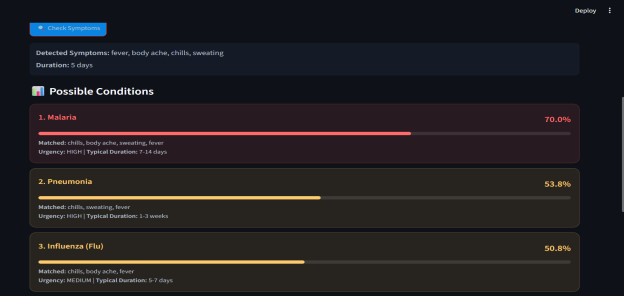 Deploy
Check Symptoms
Detected Symptoms: fever, body ache, chills, sweating
Duration: 5 days
Possible Conditions
1. Malaria
70.0%
Matched: chills, body ache, sweating, fever
Urgency: HIGH | Typical Duration: 7-14 days
2. Pneumonia
53.8%
Matched: chills, sweating, fever
Urgency: HIGH | Typical Duration: 1-3 weeks
3. Influenza (Flu)
50.8%
Matched: chills, body ache, fever
Urgency: MEDIUM | Typical Duration: 5-7 days